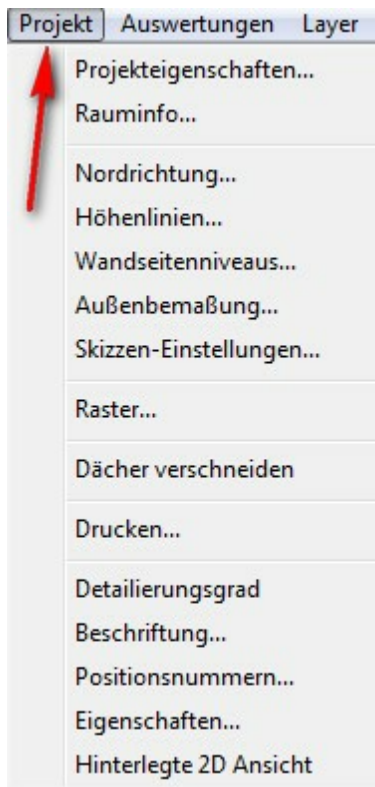 Projekt Auswertungen Layer
Projekteigenschaften...
Rauminfo...
Nordrichtung...
Höhenlinien...
Wandseitenniveaus...
Außenbemaßung...
Skizzen-Einstellungen...
Raster...
Dächer verschneiden
Drucken...
Detailierungsgrad
Beschriftung...
Positionsnummern...
Eigenschaften...
Hinterlegte 2D Ansicht